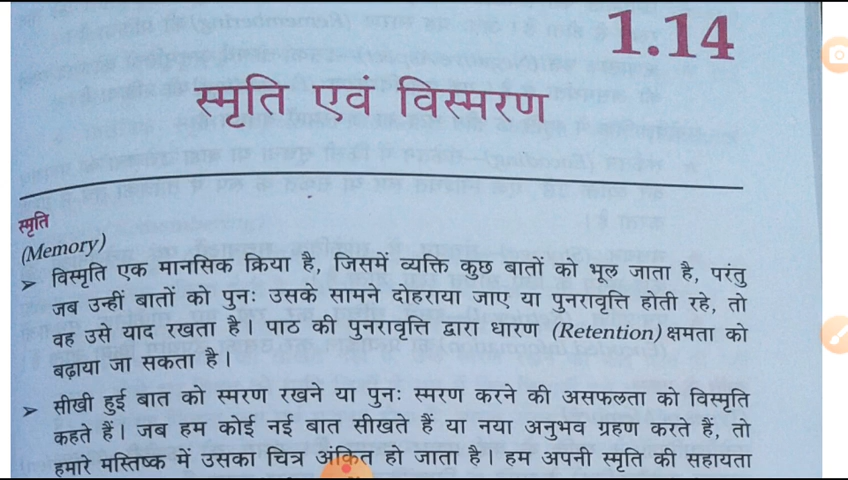 1.14
स्मृति एवं विस्मरण
स्मृति
(Memory)
➤ विस्मृति एक मानसिक क्रिया है, जिसमें व्यक्ति कुछ बातों को भूल जाता है, परंतु
जब उन्हीं बातों को पुनः उसके सामने दोहराया जाए या पुनरावृत्ति होती रहे, तो
वह उसे याद रखता है। पाठ की पुनरावृत्ति द्वारा धारण (Retention) क्षमता को
बढ़ाया जा सकता है।
➤ सीखी हुई बात को स्मरण रखने या पुनः स्मरण करने की असफलता को विस्मृति
कहते हैं। जब हम कोई नई बात सीखते हैं या नया अनुभव ग्रहण करते हैं, तो
हमारे मस्तिष्क में उसका चित्र अंकित हो जाता है। हम अपनी स्मृति की सहायता